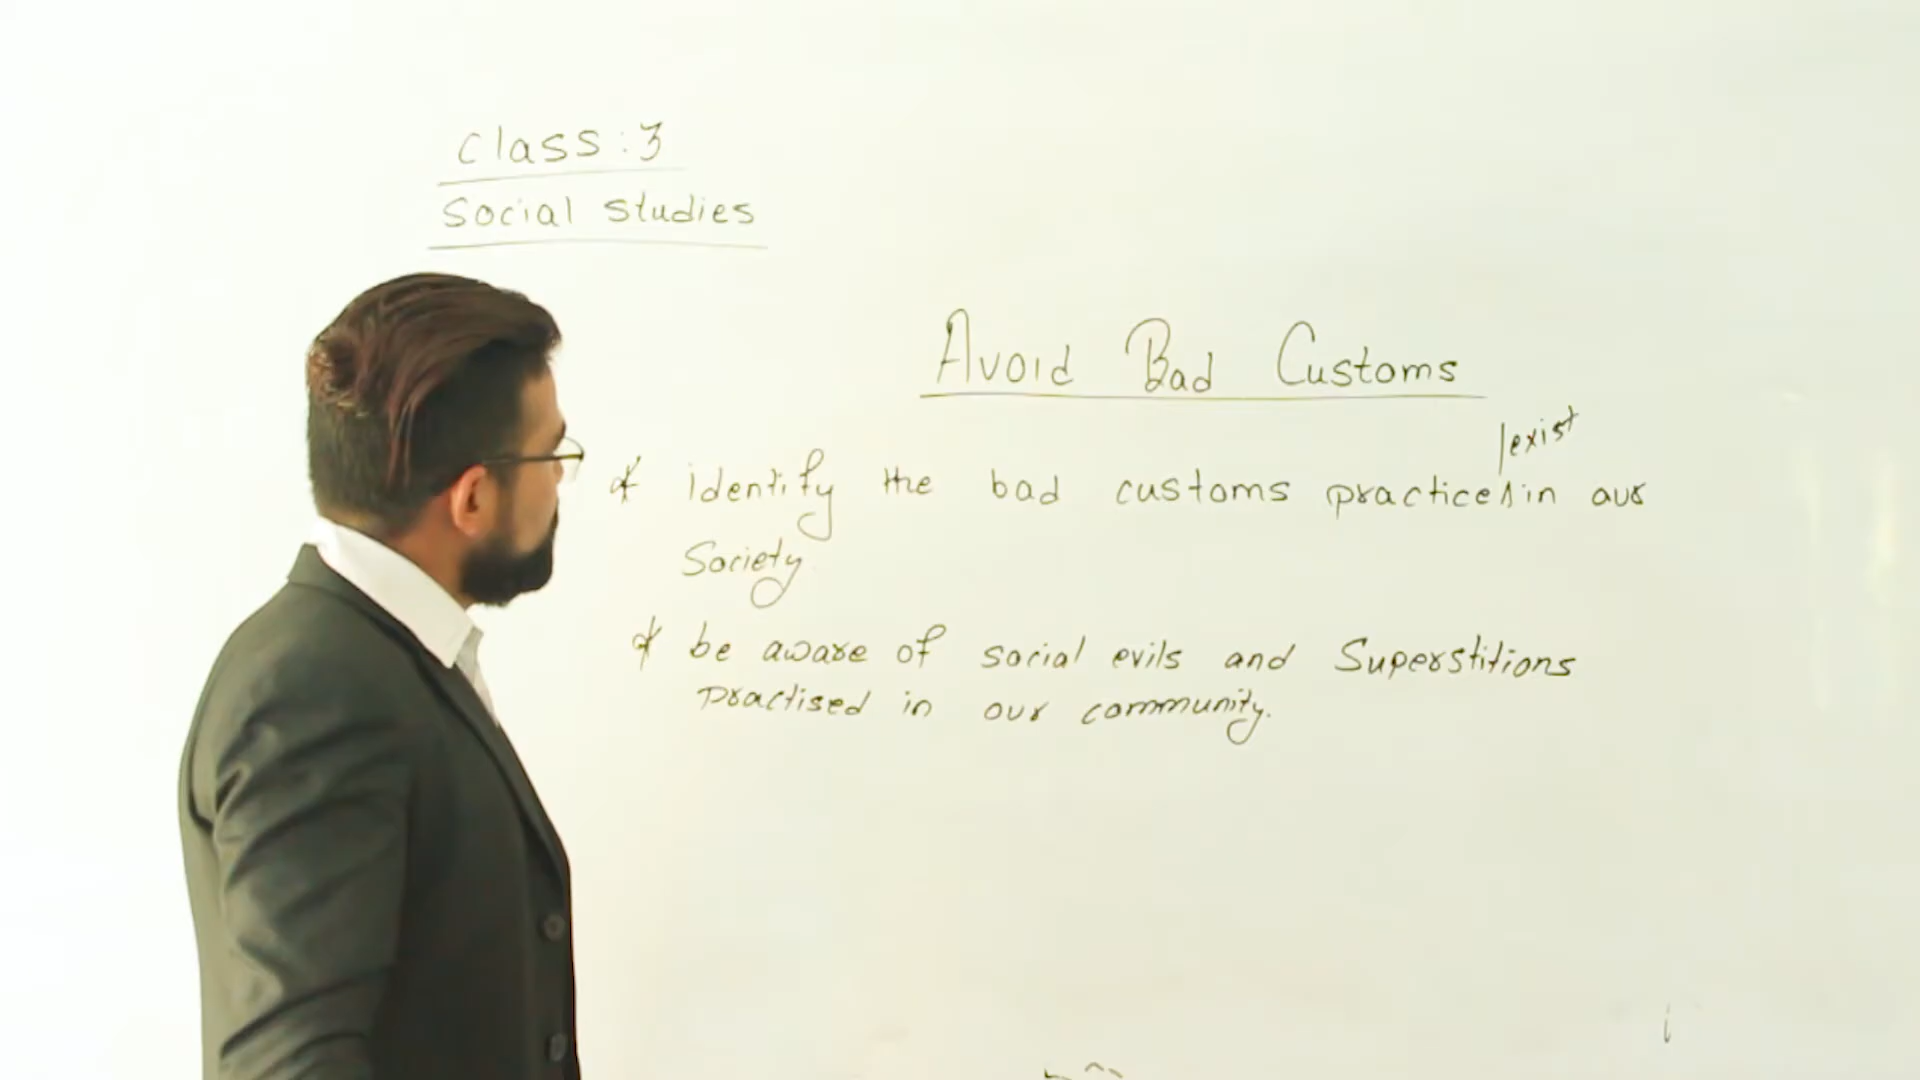 class : 3
Social studies
Avoid Bad Customs
/exist
* identify the bad customs practice^in our
Society
* be aware of social evils and Superstitions
practised in our community.